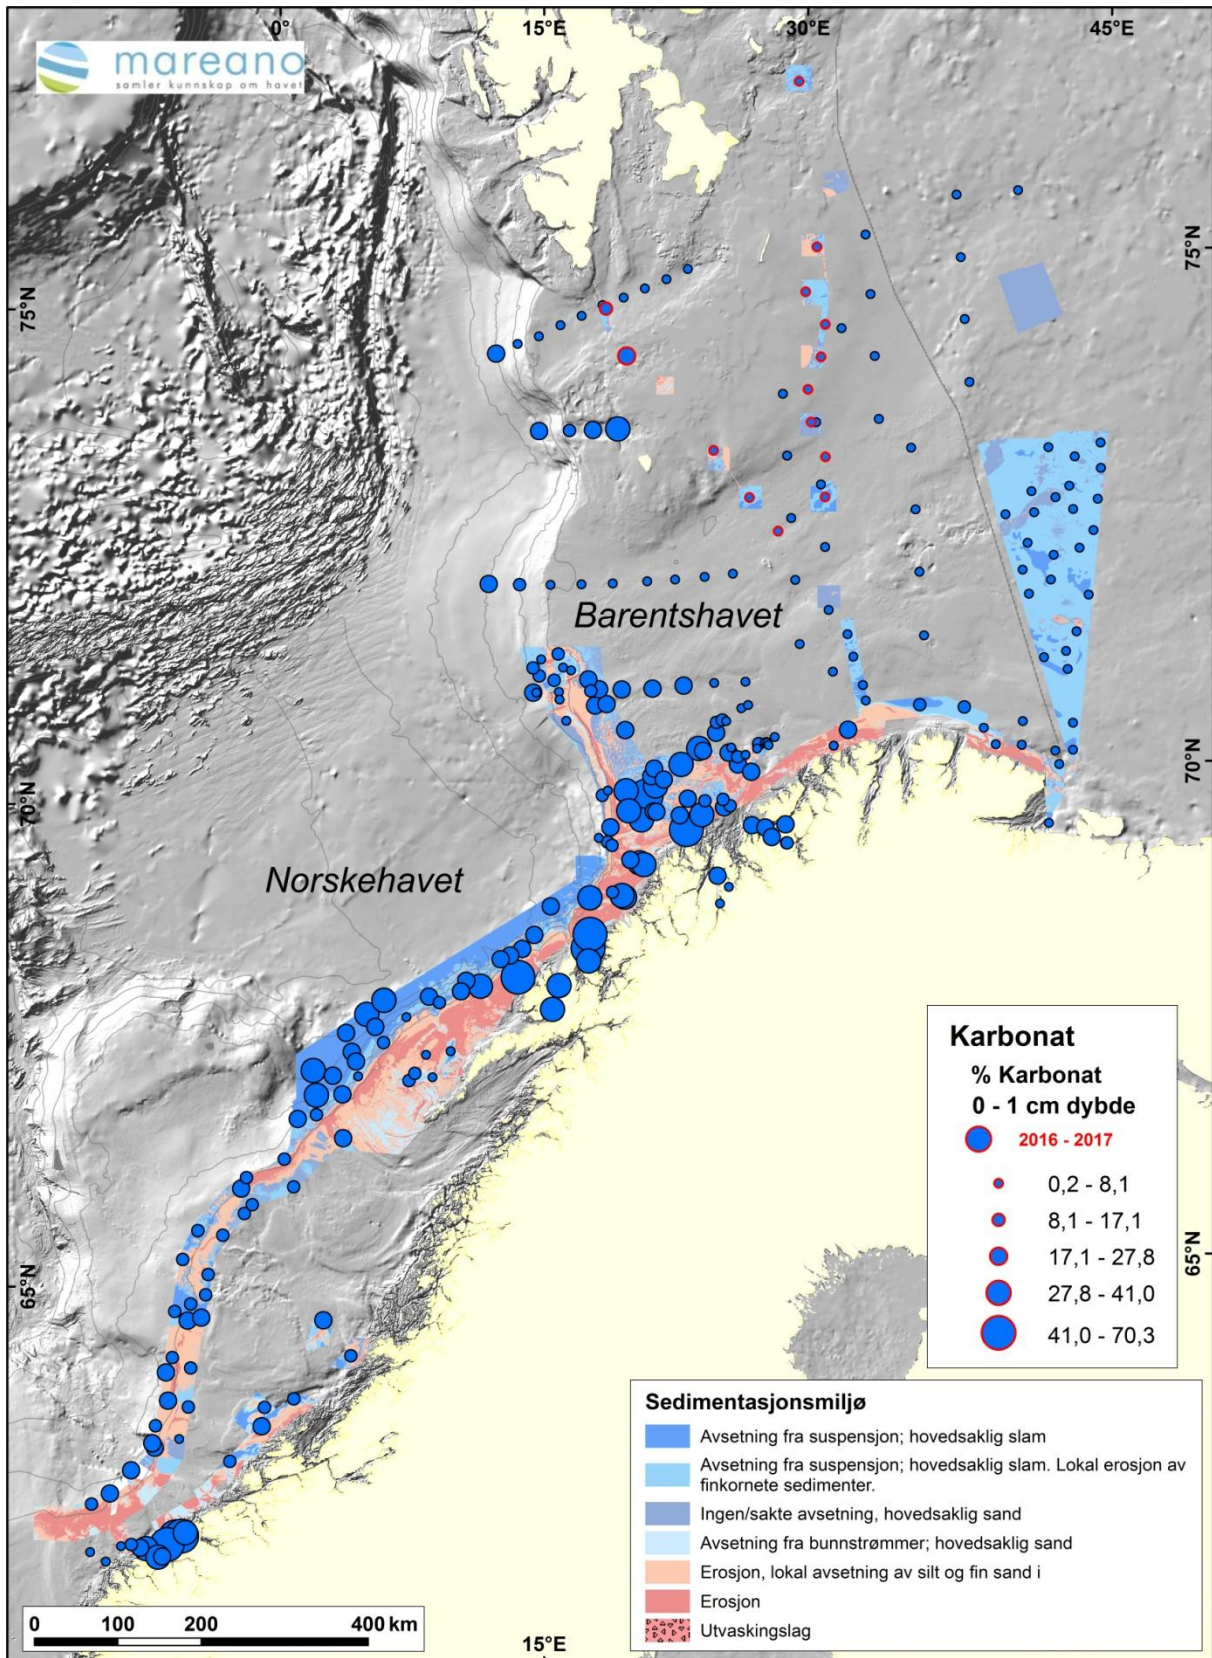 0°
15°E
30°E
45°E
mareano
samler kunnskap om havet
75°N
75°N
Barentshavet
70°N
70°N
Norskehavet
Karbonat
% Karbonat
0 - 1 cm dybde
2016 - 2017
0,2 - 8,1
8,1 - 17,1
17,1 - 27,8
27,8 - 41,0
41,0 - 70,3
65°N
65°N
Sedimentasjonsmiljø
Avsetning fra suspensjon; hovedsaklig slam
Avsetning fra suspensjon; hovedsaklig slam. Lokal erosjon av
finkornete sedimenter.
Ingen/sakte avsetning, hovedsaklig sand
Avsetning fra bunnstrømmer; hovedsaklig sand
Erosjon, lokal avsetning av silt og fin sand i
Erosjon
Utvaskingslag
0 100 200 400 km
15°E